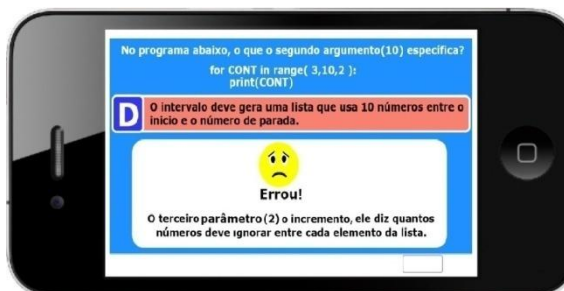 No programa abaixo, o que o segundo argumento(10) específica?
for CONT in range( 3,10,2 ):
print(CONT)
D
O intervalo deve gera uma lista que usa 10 números entre o
inicio e o número de parada.
Errou!
O terceiro parâmetro(2) o incremento, ele diz quantos
números deve ignorar entre cada elemento da lista.